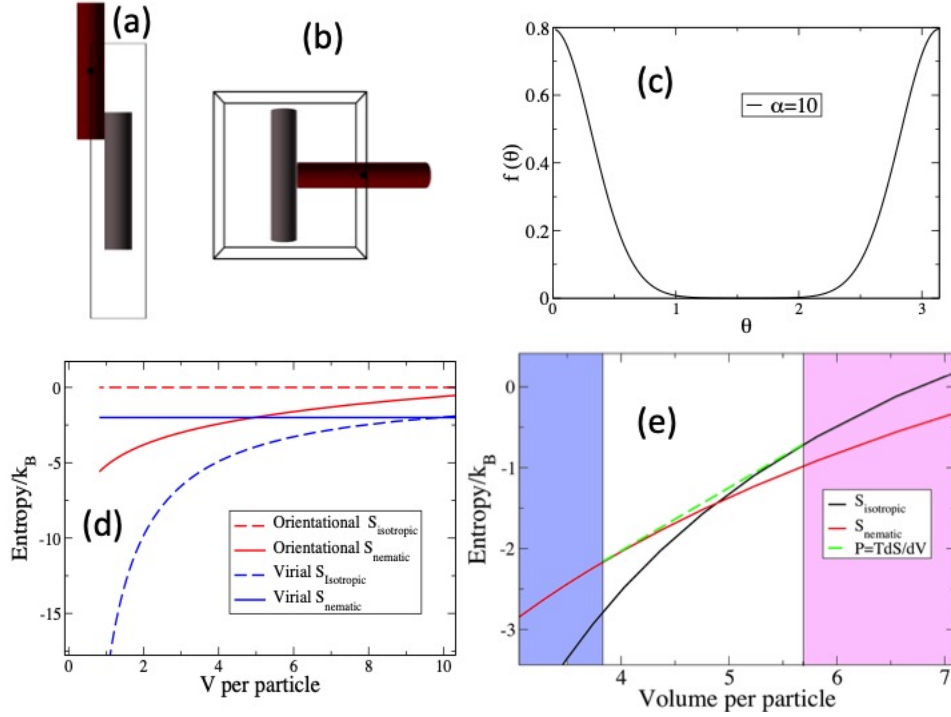 (a)
(b)
(c)
0.8
0.6
0.4
0.2
0
f (θ)
α=10
0
1
2
3
θ
(d)
0
-5
-10
-15
Entropy/k_B
Orientational S_isotropic
Orientational S_nematic
Virial S_Isotropic
Virial S_nematic
0
2
4
6
8
10
V per particle
(e)
0
-1
-2
-3
Entropy/k_B
S_isotropic
S_nematic
P=TdS/dV
4
5
6
7
Volume per particle